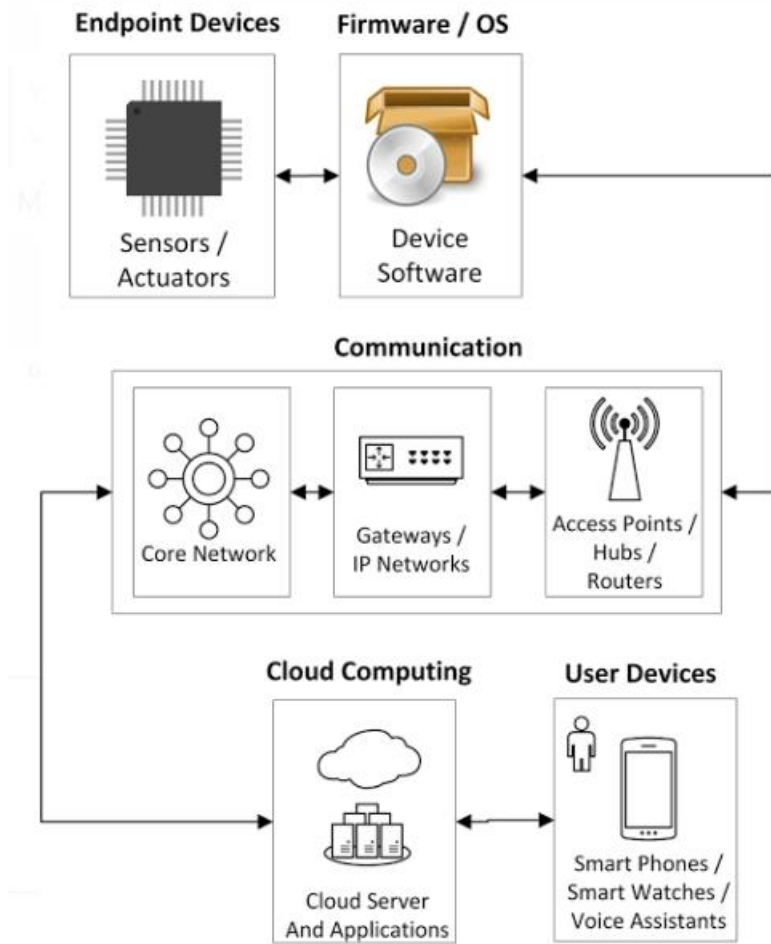 Endpoint Devices
Firmware / OS
Sensors /
Actuators
Device
Software
Communication
Core Network
Gateways /
IP Networks
Access Points /
Hubs /
Routers
Cloud Computing
User Devices
Cloud Server
And Applications
Smart Phones /
Smart Watches /
Voice Assistants